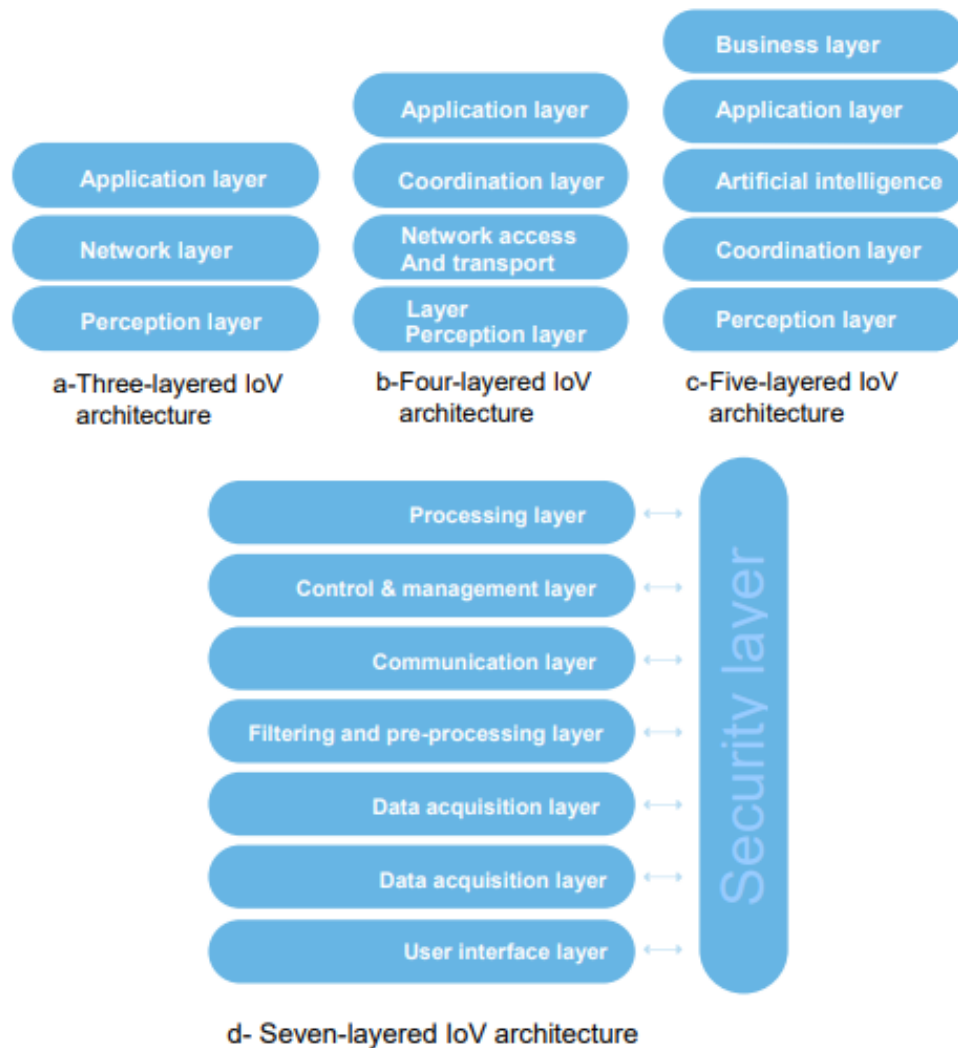 Application layer
Network layer
Perception layer
a-Three-layered IoV
architecture
Application layer
Coordination layer
Network access
And transport
Layer
Perception layer
b-Four-layered IoV
architecture
Business layer
Application layer
Artificial intelligence
Coordination layer
Perception layer
c-Five-layered IoV
architecture
Processing layer
Control & management layer
Communication layer
Filtering and pre-processing layer
Data acquisition layer
Data acquisition layer
User interface layer
Security layer
d- Seven-layered IoV architecture